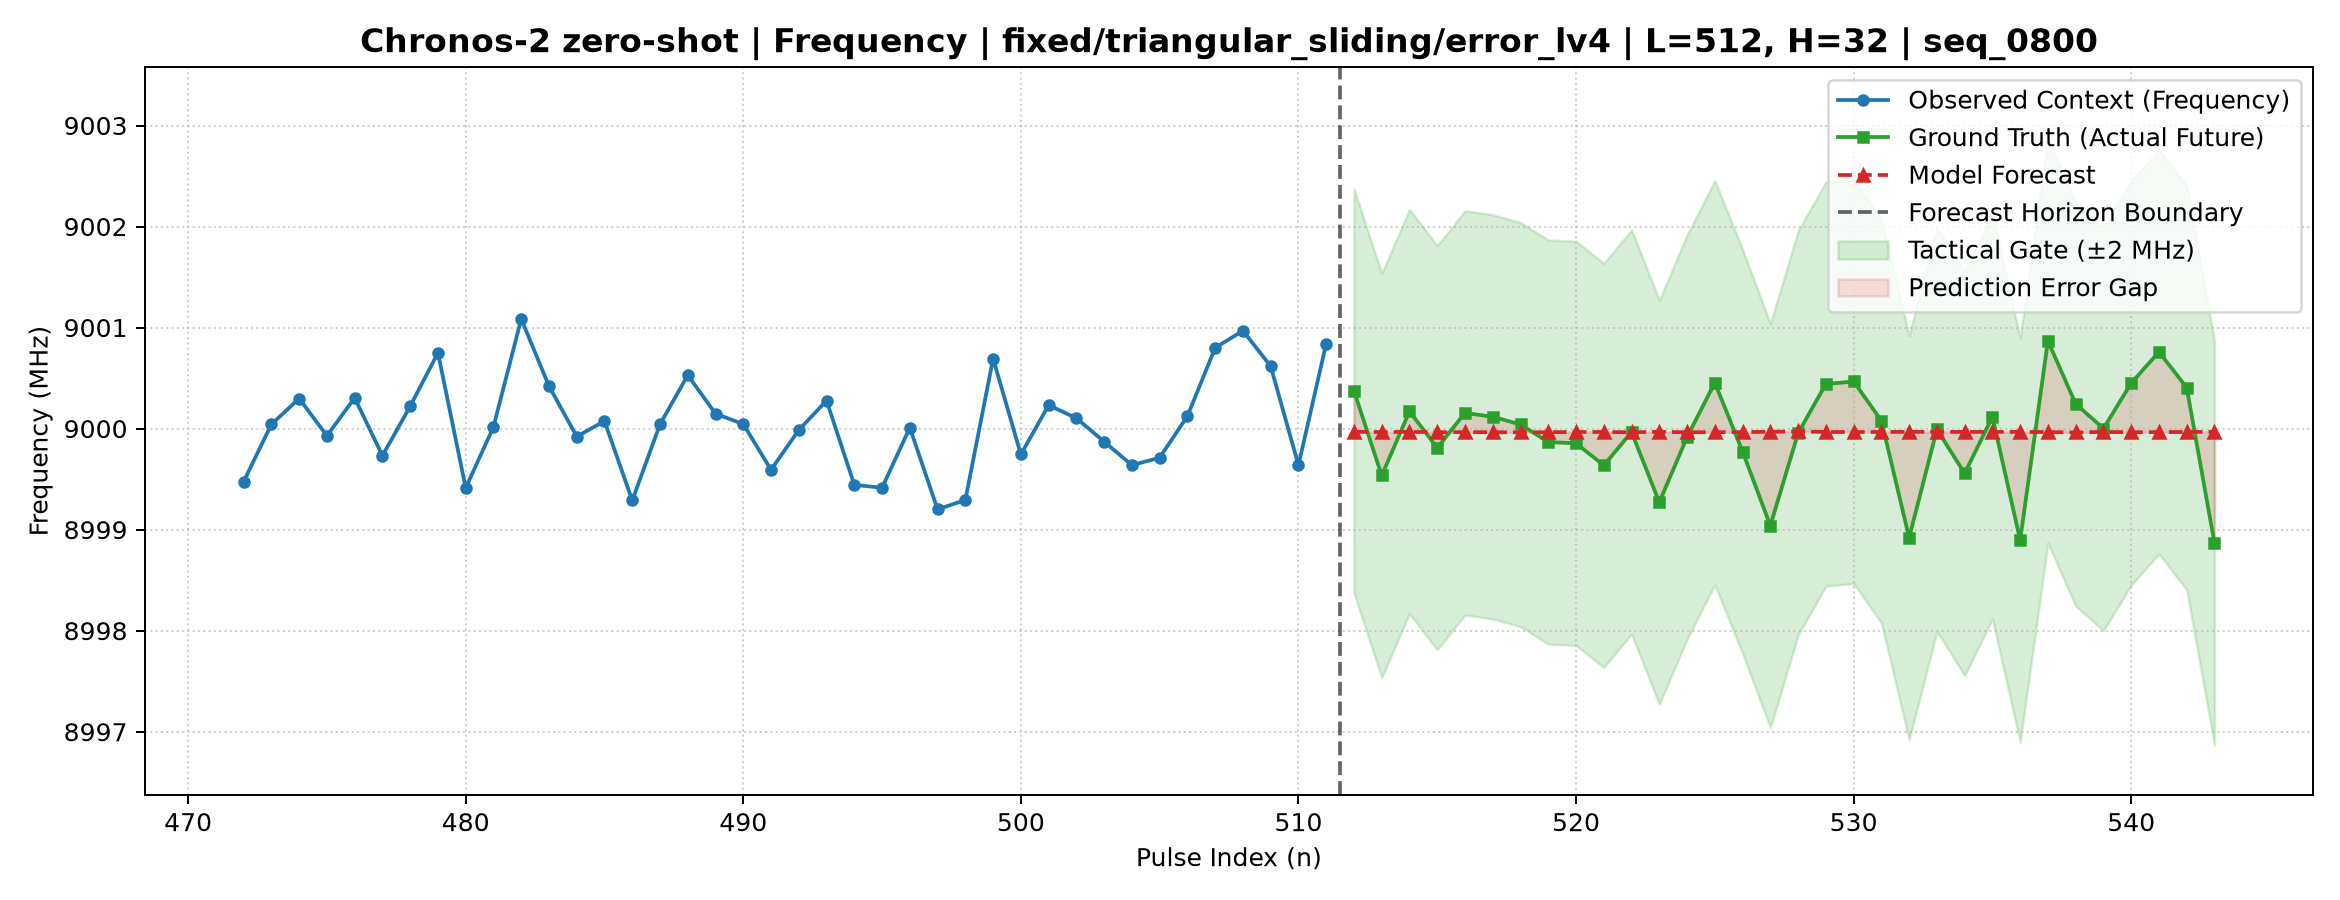 Chronos-2 zero-shot | Frequency | fixed/triangular_sliding/error_lv4 | L=512, H=32 | seq_0800
Observed Context (Frequency)
Ground Truth (Actual Future)
Model Forecast
Forecast Horizon Boundary
Tactical Gate (±2 MHz)
Prediction Error Gap
Frequency (MHz)
9003
9002
9001
9000
8999
8998
8997
470 480 490 500 510 520 530 540
Pulse Index (n)